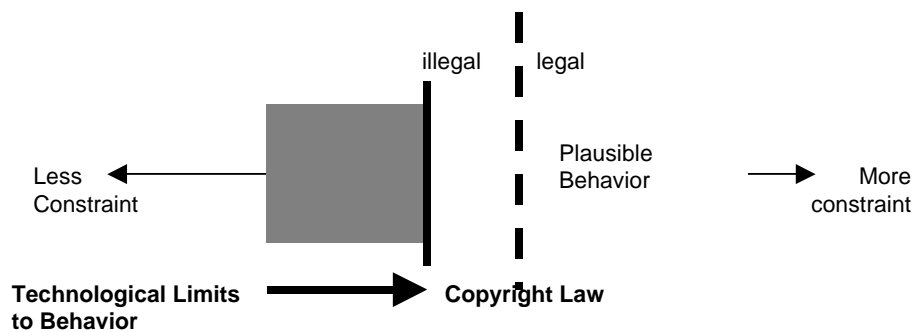 illegal
legal
Plausible
Behavior
Less
Constraint
More
constraint
Technological Limits
to Behavior
Copyright Law